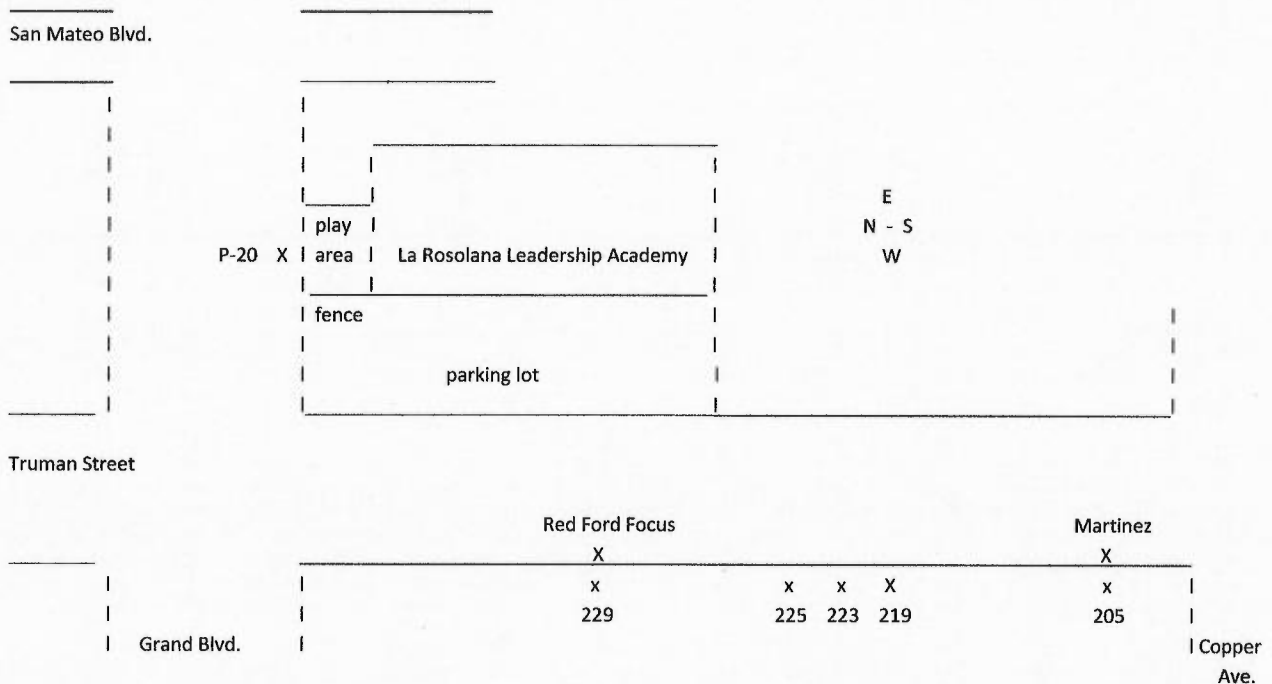 San Mateo Blvd.
E
play N - S
P-20 X area La Rosolana Leadership Academy W
fence
parking lot
Truman Street
Red Ford Focus Martinez
X X
x x x X x
229 225 223 219 205
Grand Blvd. Copper
Ave.